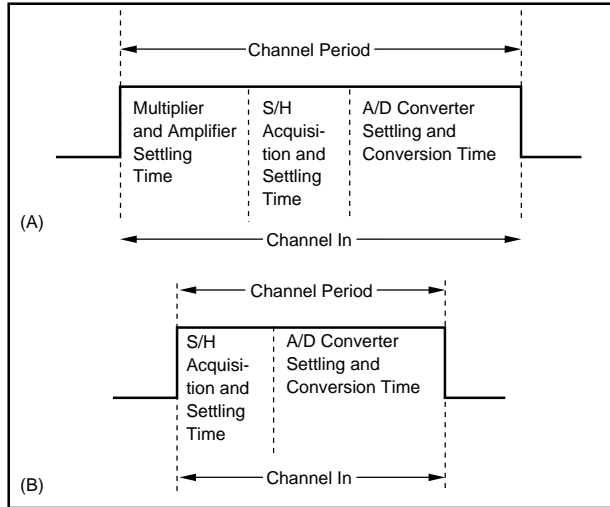 Channel Period
Multiplier
and Amplifier
Settling
Time
S/H
Acquisi-
tion and
Settling
Time
A/D Converter
Settling and
Conversion Time
(A)
Channel In
Channel Period
S/H
Acquisi-
tion and
Settling
Time
A/D Converter
Settling and
Conversion Time
Channel In
(B)